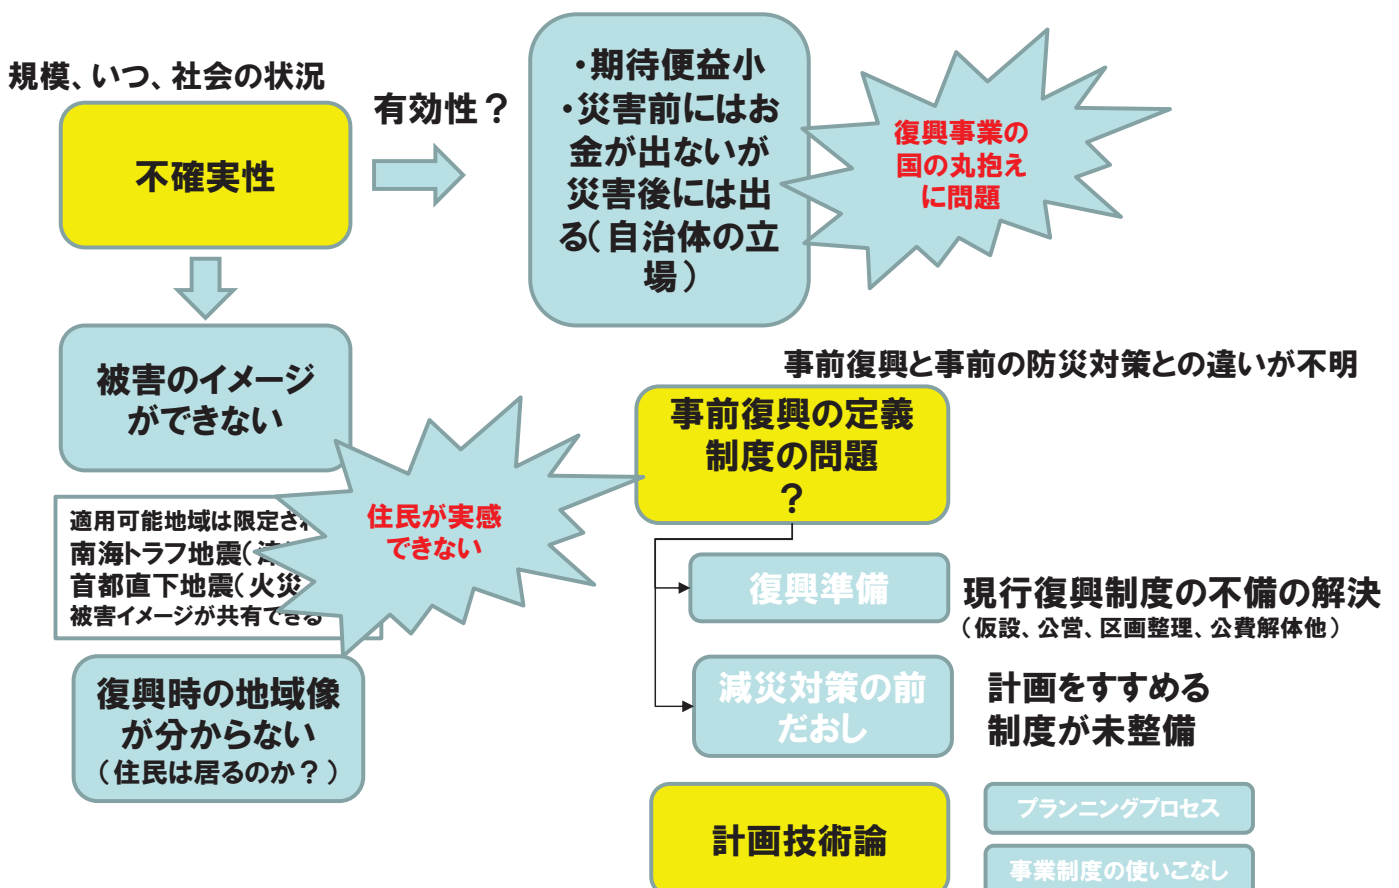 規模、いつ、社会の状況
不確実性
有効性？
・期待便益小
・災害前にはお
金が出ないが
災害後には出
る（自治体の立
場）
復興事業の
国の丸抱え
に問題
被害のイメージ
ができない
適用可能地域は限定さ
南海トラフ地震（
首都直下地震（火災
被害イメージが共有できる
住民が実感
できない
復興時の地域像
が分からない
（住民は居るのか？）
事前復興と事前の防災対策との違いが不明
事前復興の定義
制度の問題
？
復興準備
現行復興制度の不備の解決
（仮設、公営、区画整理、公費解体他）
減災対策の前
だおし
計画をすすめる
制度が未整備
計画技術論
プランニングプロセス
事業制度の使いこなし